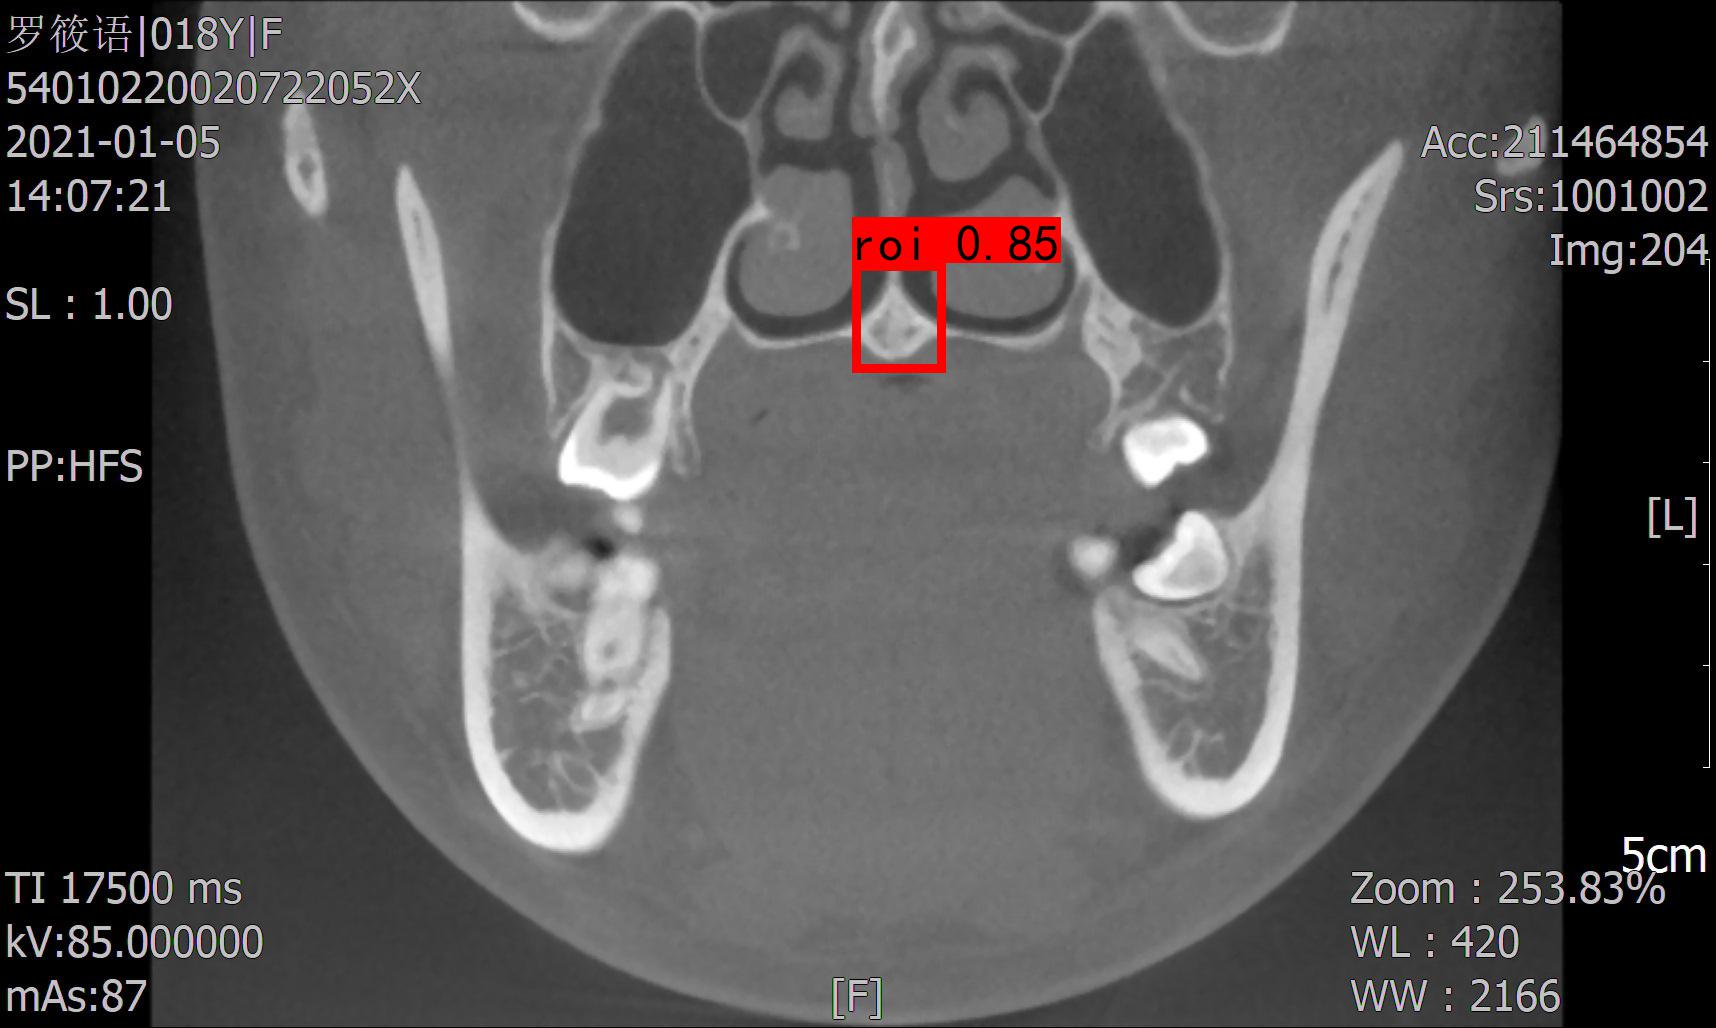 罗筱语|018Y|F
54010220020722052X
2021-01-05
14:07:21
SL : 1.00
PP:HFS
Acc:211464854
Srs:1001002
Img:204
roi 0.85
[L]
5cm
TI 17500 ms
kV:85.000000
mAs:87
[F]
Zoom : 253.83%
WL : 420
WW : 2166